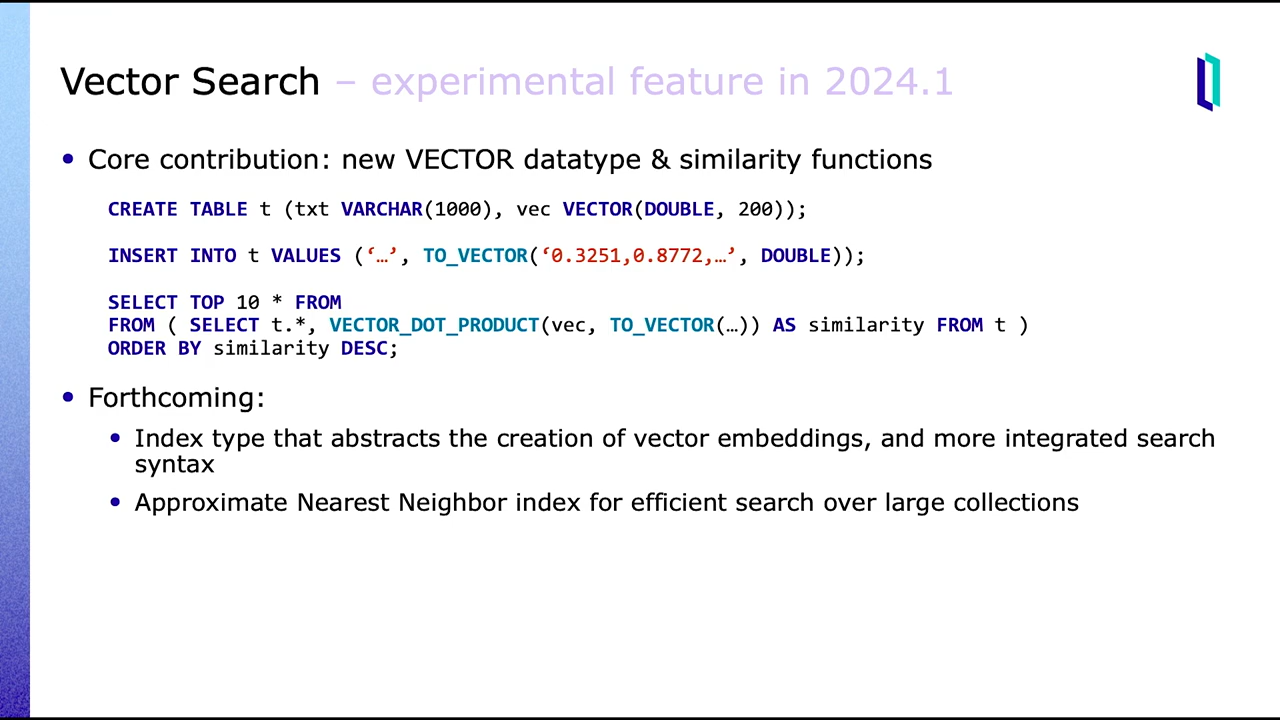 Vector Search – experimental feature in 2024.1
• Core contribution: new VECTOR datatype & similarity functions
CREATE TABLE t (txt VARCHAR(1000), vec VECTOR(DOUBLE, 200));
INSERT INTO t VALUES (‘…’, TO_VECTOR(‘0.3251,0.8772,…’, DOUBLE));
SELECT TOP 10 * FROM
FROM ( SELECT t.*, VECTOR_DOT_PRODUCT(vec, TO_VECTOR(…)) AS similarity FROM t )
ORDER BY similarity DESC;
• Forthcoming:
• Index type that abstracts the creation of vector embeddings, and more integrated search
syntax
• Approximate Nearest Neighbor index for efficient search over large collections